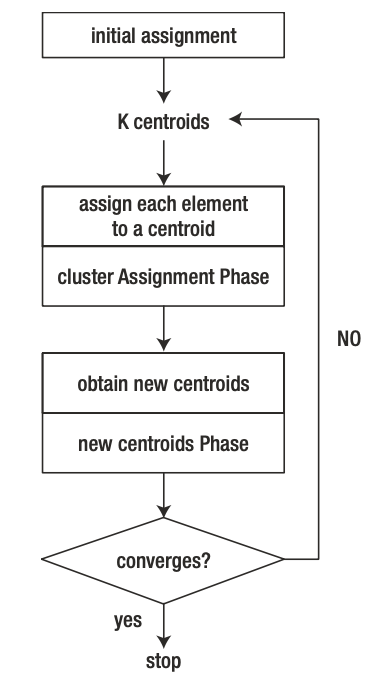 initial assignment
K centroids
assign each element
to a centroid
cluster Assignment Phase
obtain new centroids
new centroids Phase
NO
converges?
yes
stop